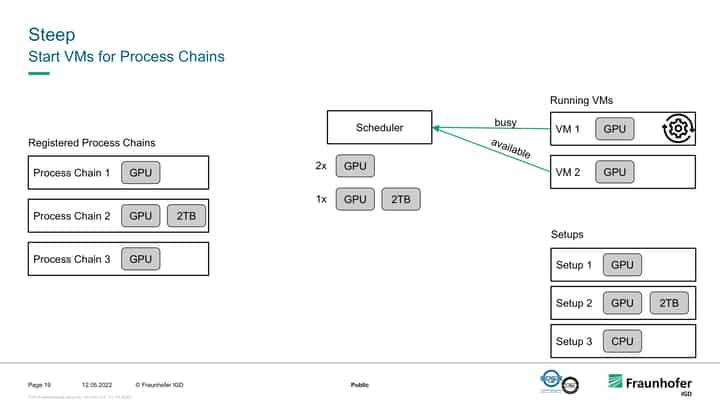 Steep
Start VMs for Process Chains
Running VMs
Scheduler
busy
available
VM 1 GPU
VM 2 GPU
Registered Process Chains
Process Chain 1 GPU
Process Chain 2 GPU 2TB
Process Chain 3 GPU
2x GPU
1x GPU 2TB
Setups
Setup 1 GPU
Setup 2 GPU 2TB
Setup 3 CPU
Page 19 12.05.2022 © Fraunhofer IGD Public
Fraunhofer
IGD